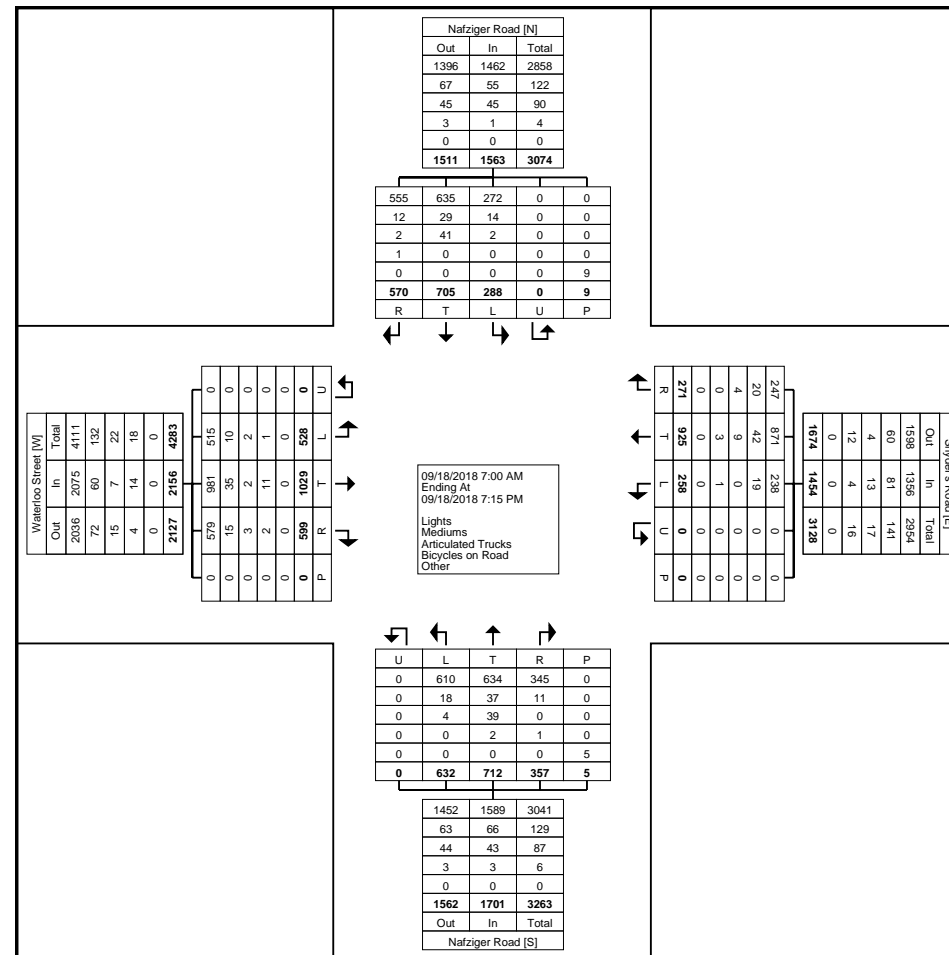 Nafziger Road [N]
Out In Total
1396 1462 2858
67 55 122
45 45 90
3 1 4
0 0 0
1511 1563 3074
555 635 272 0 0
12 29 14 0 0
2 41 2 0 0
1 0 0 0 0
0 0 0 0 9
570 705 288 0 9
R T L U P
Waterloo Street [W]
Out In Total
2036 2075 4111
72 60 132
15 7 22
4 14 18
0 0 0
2127 2156 4283
0 579 981 515 0
0 15 35 10 0
0 3 2 2 0
0 2 11 1 0
0 0 0 0 0
0 599 1029 528 0
P R T L U
09/18/2018 7:00 AM
Ending At
09/18/2018 7:15 PM
Lights
Mediums
Articulated Trucks
Bicycles on Road
Other
Snyder's Road [E]
Out In Total
1598 1356 2954
60 81 141
4 13 17
12 4 16
0 0 0
1674 1454 3128
247 871 238 0 0
20 42 19 0 0
4 9 0 0 0
0 3 1 0 0
0 0 0 0 0
271 925 258 0 0
R T L U P
U L T R P
0 610 634 345 0
0 18 37 11 0
0 4 39 0 0
0 0 2 1 0
0 0 0 0 5
0 632 712 357 5
1452 1589 3041
63 66 129
44 43 87
3 3 6
0 0 0
1562 1701 3263
Out In Total
Nafziger Road [S]